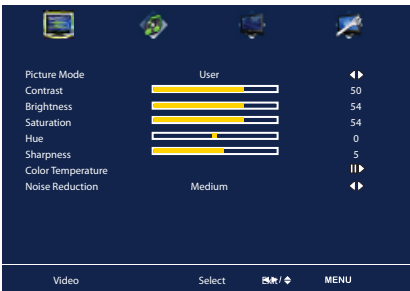 Picture Mode User
Contrast 50
Brightness 54
Saturation 54
Hue 0
Sharpness 5
Color Temperature
Noise Reduction Medium
Video Select / MENU